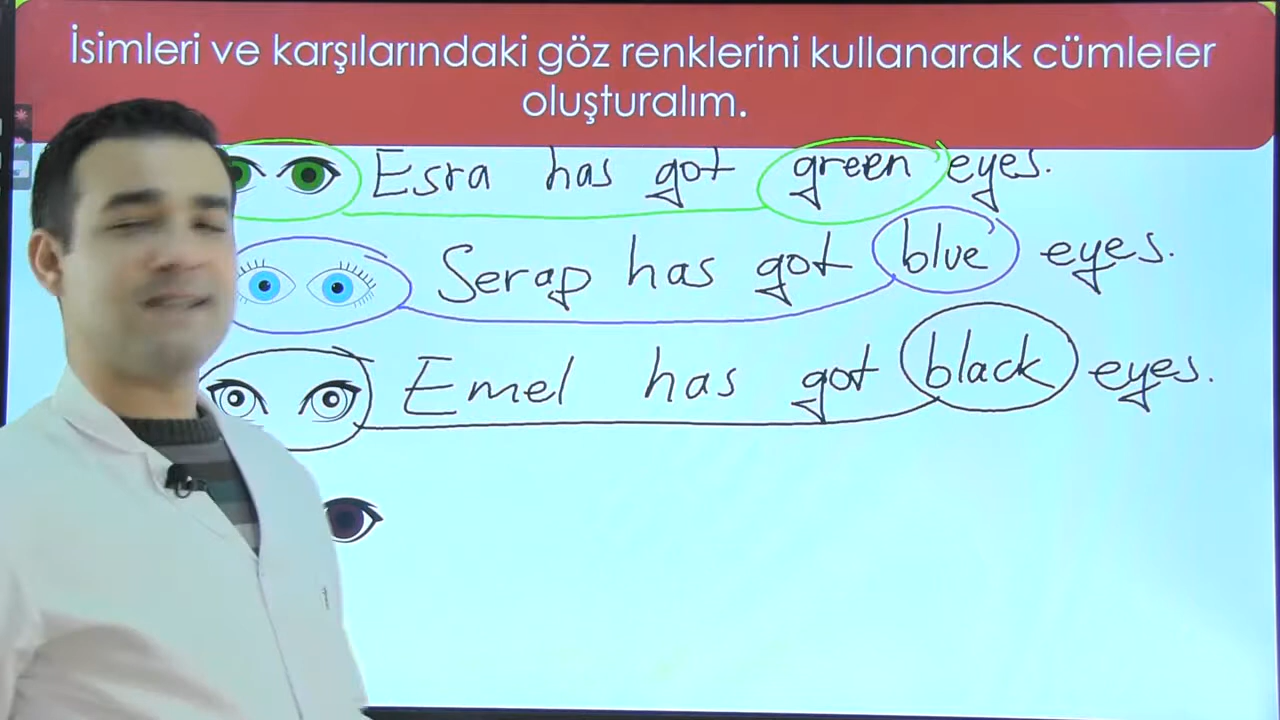 İsimleri ve karşılarındaki göz renklerini kullanarak cümleler
oluşturalım.
Esra has got green eyes.
Serap has got blue eyes.
Emel has got black eyes.